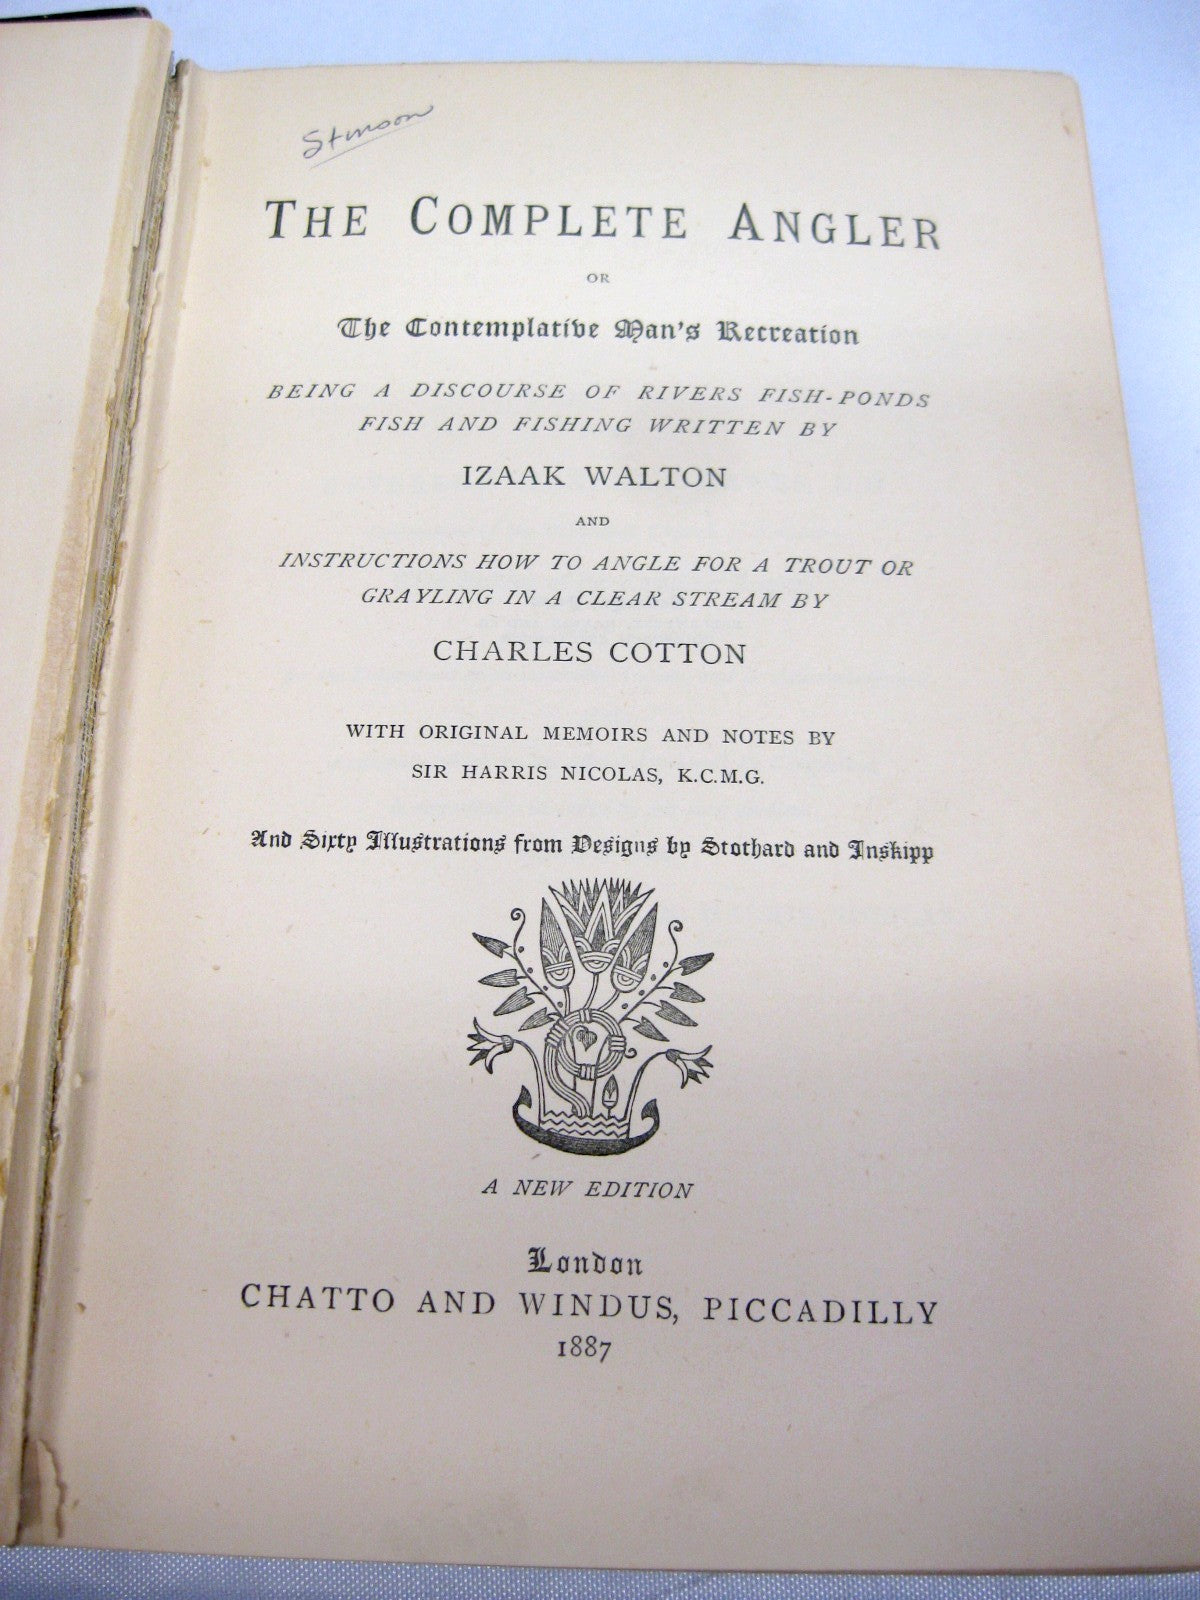 THE COMPLETE ANGLER
OR
The Contemplative Man's Recreation
BEING A DISCOURSE OF RIVERS FISH-PONDS
FISH AND FISHING WRITTEN BY
IZAAK WALTON
AND
INSTRUCTIONS HOW TO ANGLE FOR A TROUT OR
GRAYLING IN A CLEAR STREAM BY
CHARLES COTTON
WITH ORIGINAL MEMOIRS AND NOTES BY
SIR HARRIS NICOLAS, K.C.M.G.
And Sixty Illustrations from Designs by Stothard and Inskipp
A NEW EDITION
London
CHATTO AND WINDUS, PICCADILLY
1887